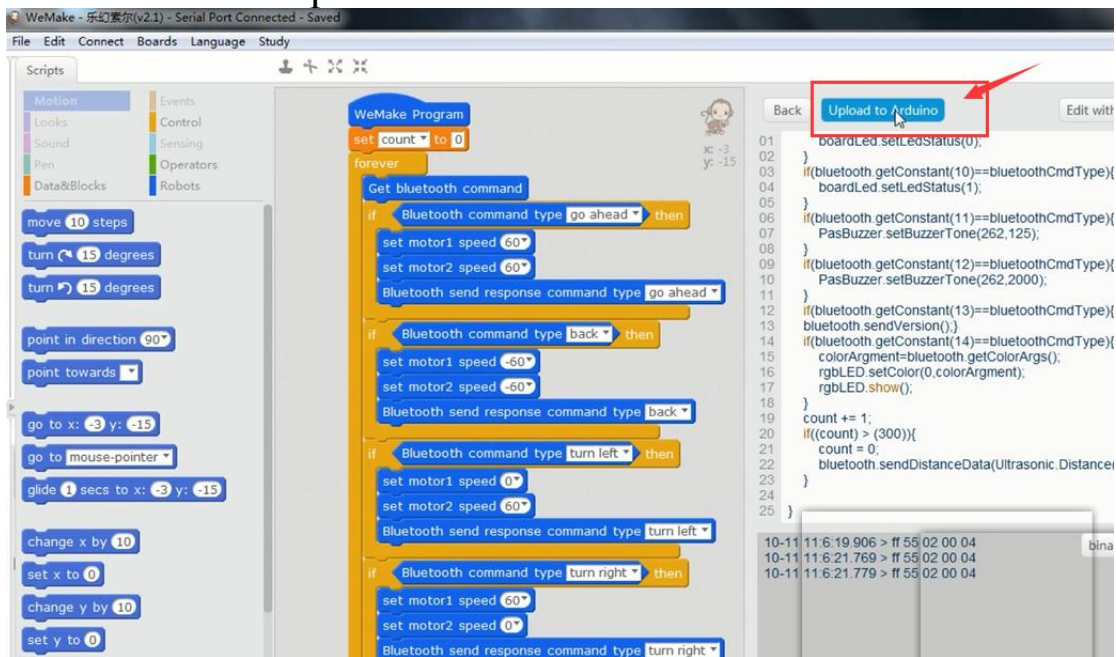 WeMake - 乐幻索尔(v2.1) - Serial Port Connected - Saved
File Edit Connect Boards Language Study
Scripts
Motion
Looks
Sound
Pen
Data&Blocks
Events
Control
Sensing
Operators
Robots
move 10 steps
turn 15 degrees
turn 15 degrees
point in direction 90
point towards
go to x: -3 y: -15
go to mouse-pointer
glide 1 secs to x: -3 y: -15
change x by 10
set x to 0
change y by 10
set y to 0
WeMake Program
set count to 0
forever
Get bluetooth command
if Bluetooth command type go ahead then
set motor1 speed 60
set motor2 speed 60
Bluetooth send response command type go ahead
if Bluetooth command type back then
set motor1 speed -60
set motor2 speed -60
Bluetooth send response command type back
if Bluetooth command type turn left then
set motor1 speed 0
set motor2 speed 60
Bluetooth send response command type turn left
if Bluetooth command type turn right then
set motor1 speed 60
set motor2 speed 0
Bluetooth send response command type turn right
x: -3
y: -15
Back Upload to Arduino Edit with
01 boardLed.setLedStatus(0);
02 }
03 if(bluetooth.getConstant(10)==bluetoothCmdType){
04 boardLed.setLedStatus(1);
05 }
06 if(bluetooth.getConstant(11)==bluetoothCmdType){
07 PasBuzzer.setBuzzerTone(262,125);
08 }
09 if(bluetooth.getConstant(12)==bluetoothCmdType){
10 PasBuzzer.setBuzzerTone(262,2000);
11 }
12 if(bluetooth.getConstant(13)==bluetoothCmdType){
13 bluetooth.sendVersion();}
14 if(bluetooth.getConstant(14)==bluetoothCmdType){
15 colorArgment=bluetooth.getColorArgs();
16 rgbLED.setColor(0,colorArgment);
17 rgbLED.show();
18 }
19 count += 1;
20 if((count) > (300)){
21 count = 0;
22 bluetooth.sendDistanceData(Ultrasonic.Distance(
23 }
24
25 }
10-11 11:6:19.906 > ff 55 02 00 04
10-11 11:6:21.769 > ff 55 02 00 04
10-11 11:6:21.779 > ff 55 02 00 04
bina